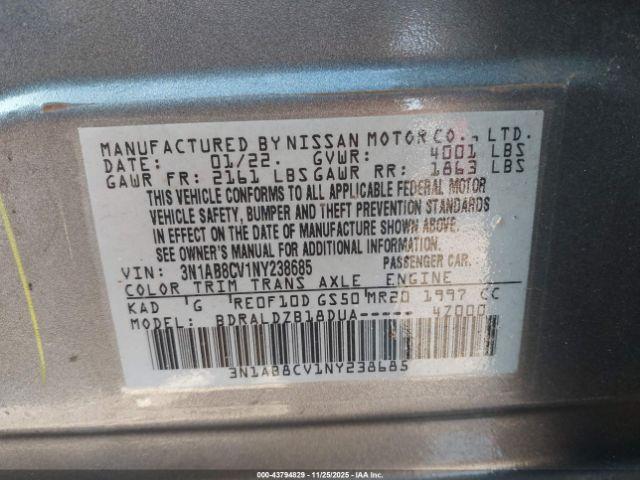 MANUFACTURED BY NISSAN MOTOR CO., LTD.
DATE: 01/22. GVWR: 4001 LBS
GAWR FR: 2161 LBS GAWR RR: 1863 LBS
THIS VEHICLE CONFORMS TO ALL APPLICABLE FEDERAL MOTOR
VEHICLE SAFETY, BUMPER AND THEFT PREVENTION STANDARDS
IN EFFECT ON THE DATE OF MANUFACTURE SHOWN ABOVE.
SEE OWNER'S MANUAL FOR ADDITIONAL INFORMATION.
VIN: 3N1AB8CV1NY238685 PASSENGER CAR.
COLOR TRIM TRANS AXLE ENGINE
KAD G RE0F10D GS50 MR20 1997 CC
MODEL: BDRALDZB18DUA----- 47000
3N1AB8CV1NY238685
000-43794829 - 11/25/2025 - IAA Inc.